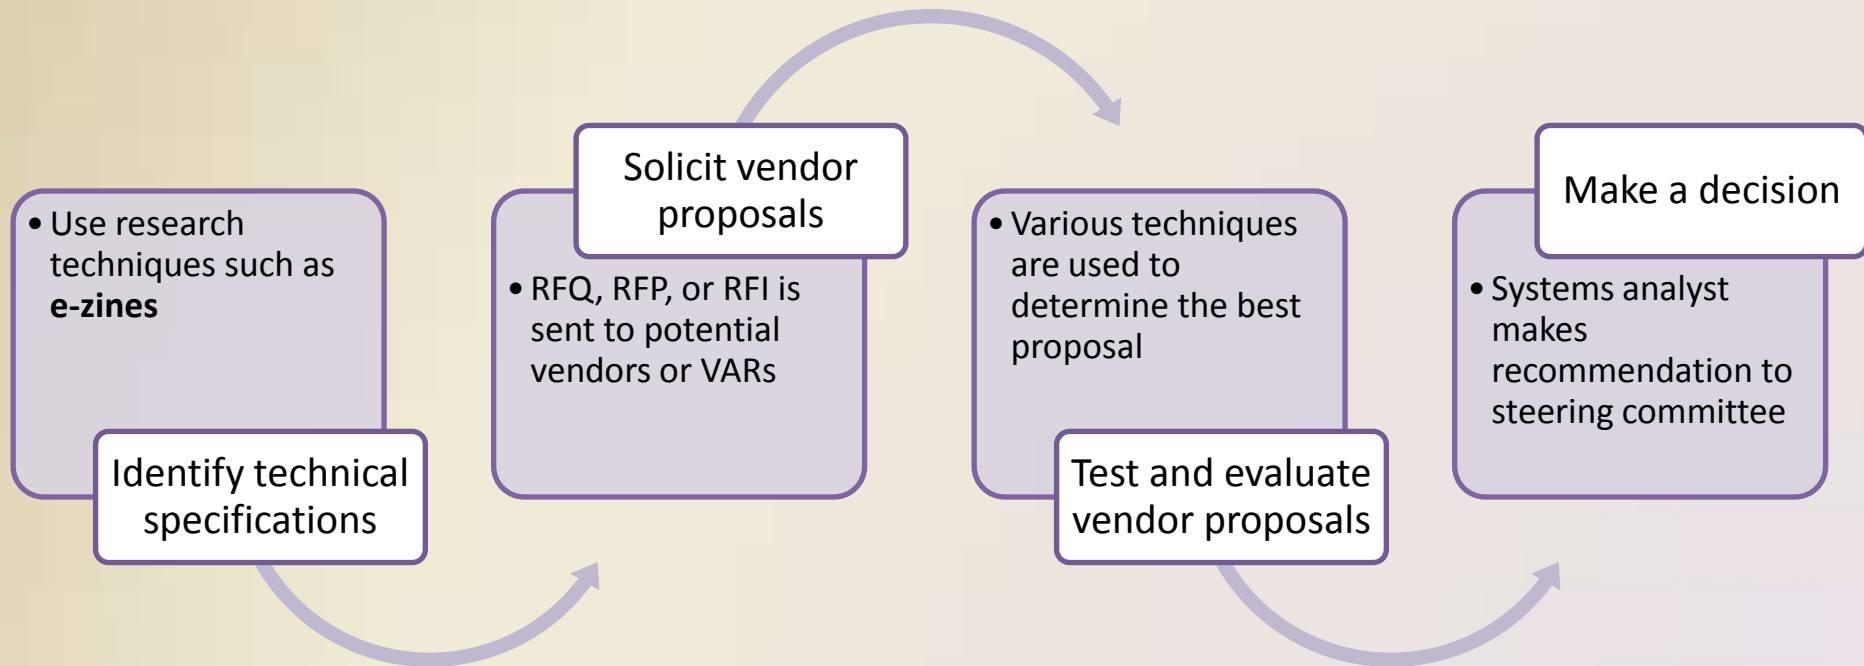 • Use research
techniques such as
e-zines
Identify technical
specifications
Solicit vendor
proposals
• RFQ, RFP, or RFI is
sent to potential
vendors or VARs
• Various techniques
are used to
determine the best
proposal
Test and evaluate
vendor proposals
Make a decision
• Systems analyst
makes
recommendation to
steering committee